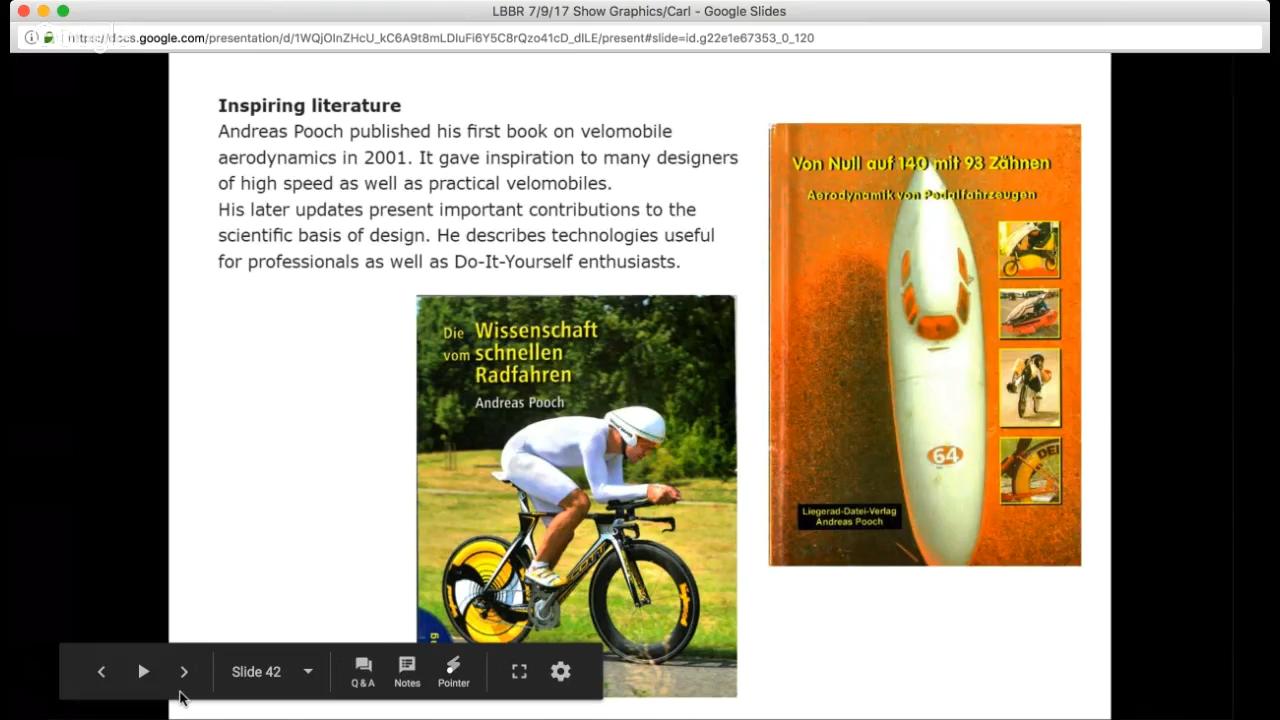 LBBR 7/9/17 Show Graphics/Carl - Google Slides
google.com/presentation/d/1WQjOInZHcU_kC6A9t8mLDIuFi6Y5C8rQzo41cD_dILE/present#slide=id.g22e1e67353_0_120
Inspiring literature
Andreas Pooch published his first book on velomobile
aerodynamics in 2001. It gave inspiration to many designers
of high speed as well as practical velomobiles.
His later updates present important contributions to the
scientific basis of design. He describes technologies useful
for professionals as well as Do-It-Yourself enthusiasts.
Von Null auf 140 mit 93 Zähnen
Aerodynamik von Pedalfahrzeugen
64
DEI
Liegerad-Datei-Verlag
Andreas Pooch
Die Wissenschaft
vom schnellen
Radfahren
Andreas Pooch
SCOTT
Slide 42
Q&A
Notes
Pointer